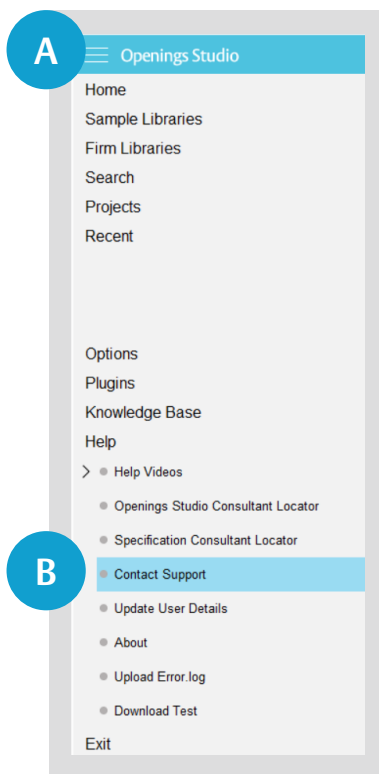 A
Openings Studio
Home
Sample Libraries
Firm Libraries
Search
Projects
Recent
Options
Plugins
Knowledge Base
Help
Help Videos
Openings Studio Consultant Locator
Specification Consultant Locator
B
Contact Support
Update User Details
About
Upload Error.log
Download Test
Exit